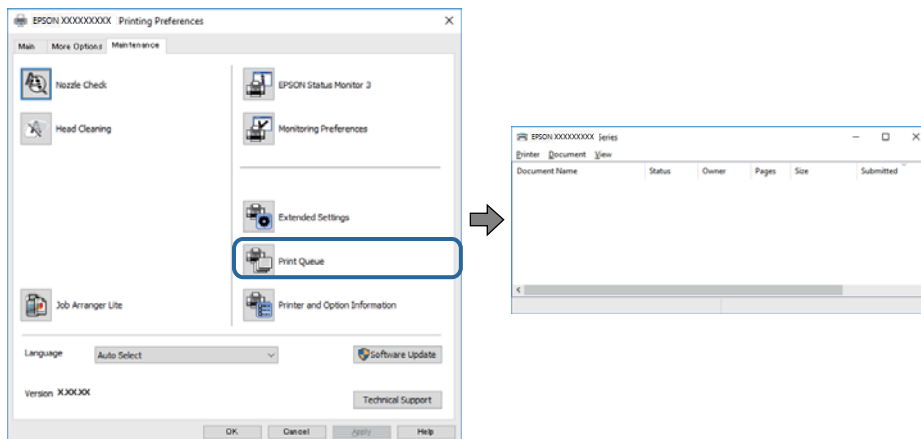 EPSON XXXXXXXXX Printing Preferences
Main More Options Maintenance
Nozzle Check
EPSON Status Monitor 3
Head Cleaning
Monitoring Preferences
Extended Settings
Print Queue
Job Arranger Lite
Printer and Option Information
Language Auto Select Software Update
Version X.XX.XX
Technical Support
OK Cancel Apply Help
EPSON XXXXXXXXX Series
Printer Document View
Document Name Status Owner Pages Size Submitted